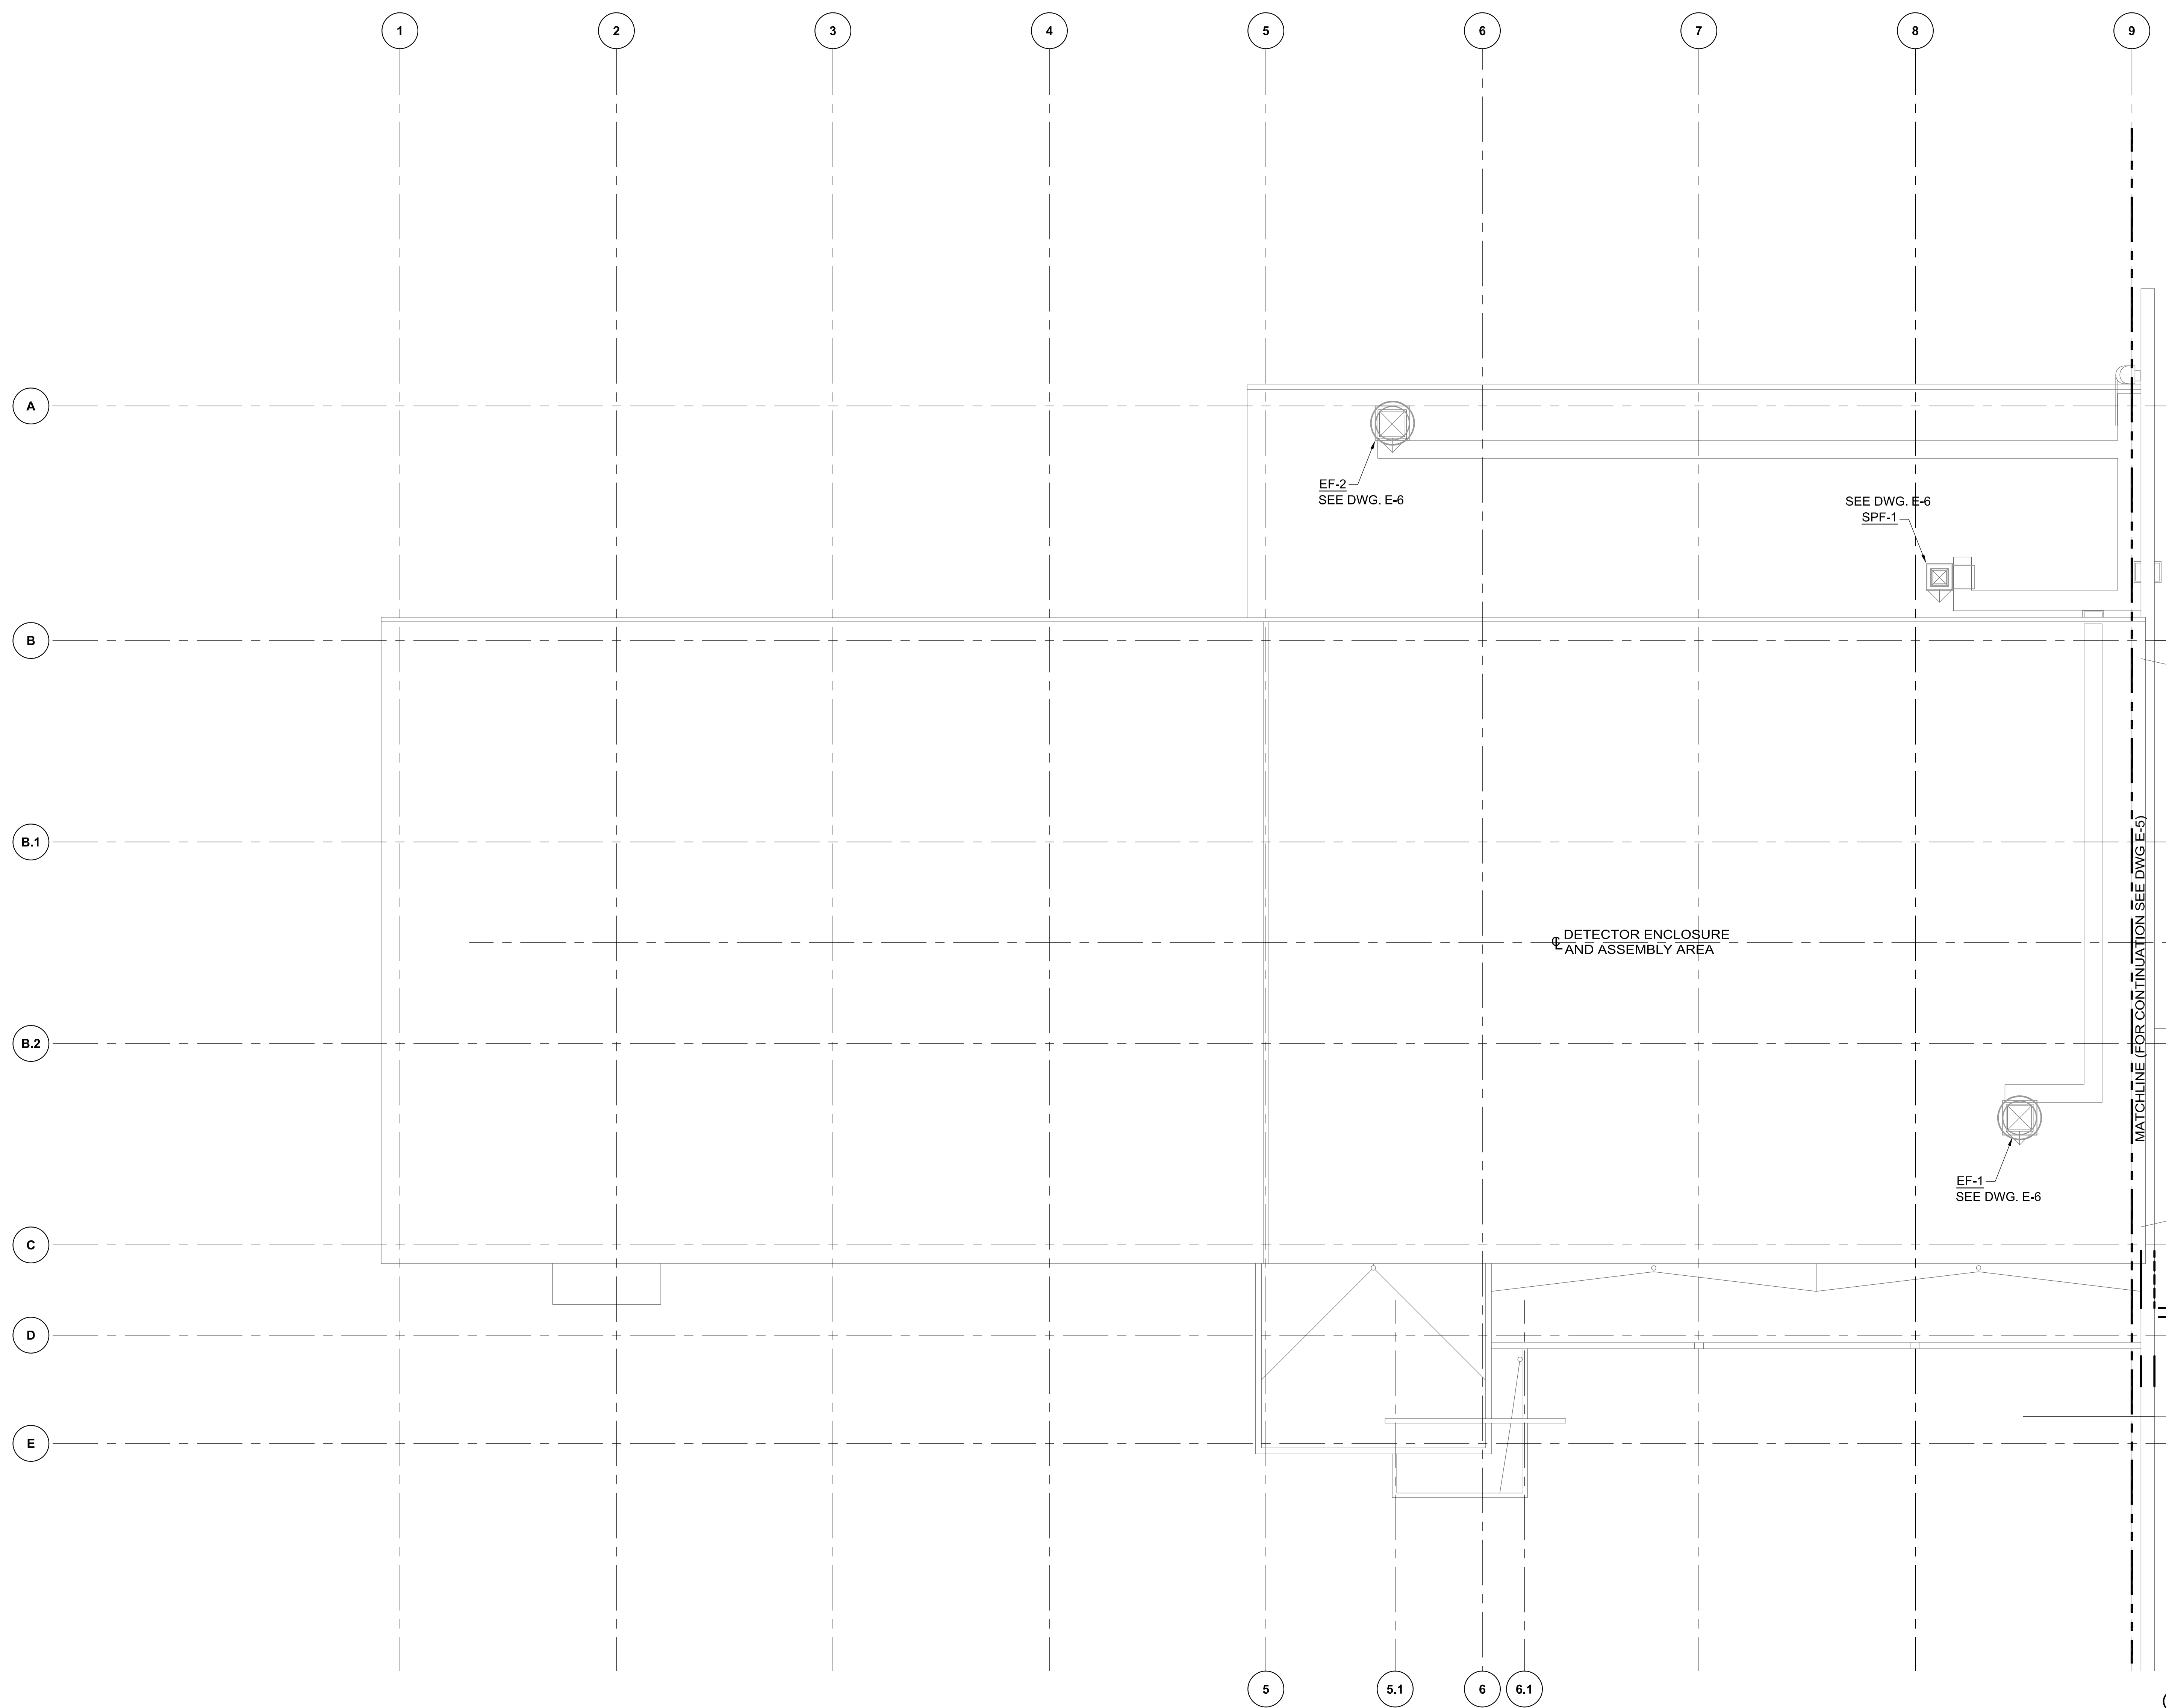 1
2
3
4
5
6
7
8
9
A
EF-2
SEE DWG. E-6
SEE DWG. E-6
SPF-1
B
B.1
DETECTOR ENCLOSURE
AND ASSEMBLY AREA
MATCHLINE (FOR CONTINUATION SEE DWG E-5)
B.2
EF-1
SEE DWG. E-6
C
D
E
5
5.1
6
6.1